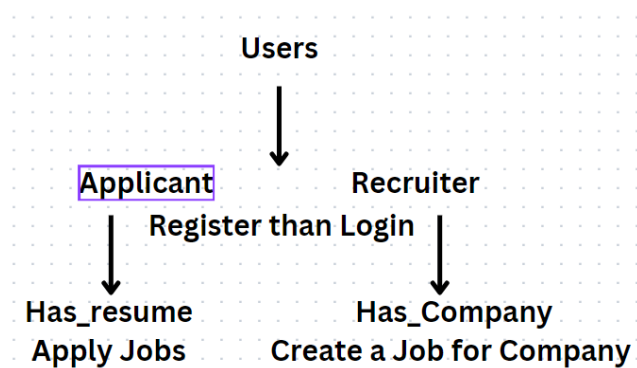 Users
Applicant Recruiter
Register than Login
Has_resume Has_Company
Apply Jobs Create a Job for Company